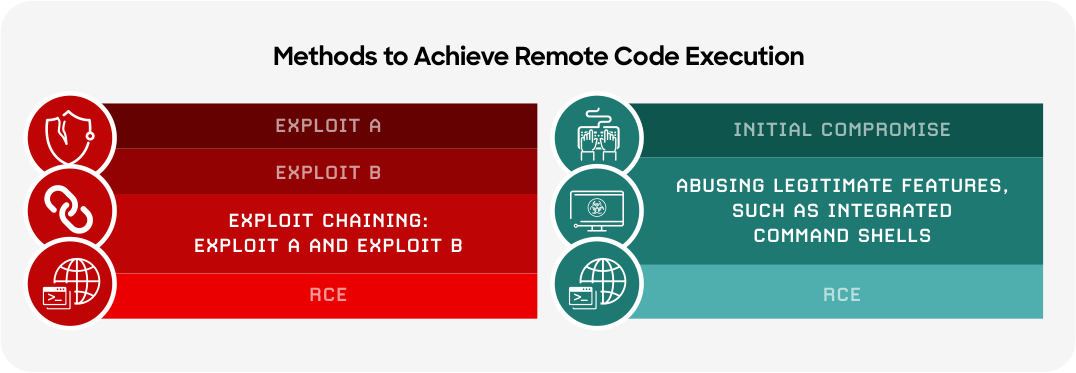 Methods to Achieve Remote Code Execution
EXPLOIT A
EXPLOIT B
EXPLOIT CHAINING:
EXPLOIT A AND EXPLOIT B
RCE
INITIAL COMPROMISE
ABUSING LEGITIMATE FEATURES,
SUCH AS INTEGRATED
COMMAND SHELLS
RCE